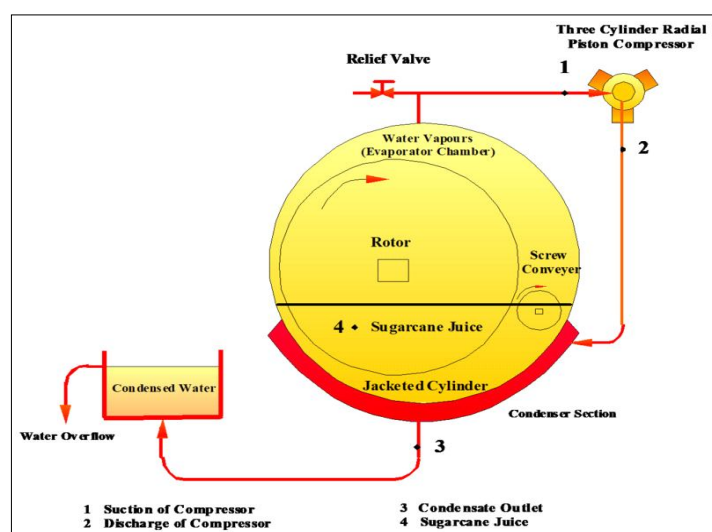 Three Cylinder Radial
Piston Compressor
Relief Valve
1
2
Water Vapours
(Evaporator Chamber)
Rotor
Screw
Conveyer
4 Sugarcane Juice
Jacketed Cylinder
Condensed Water
Condenser Section
Water Overflow
3
1 Suction of Compressor
2 Discharge of Compressor
3 Condensate Outlet
4 Sugarcane Juice